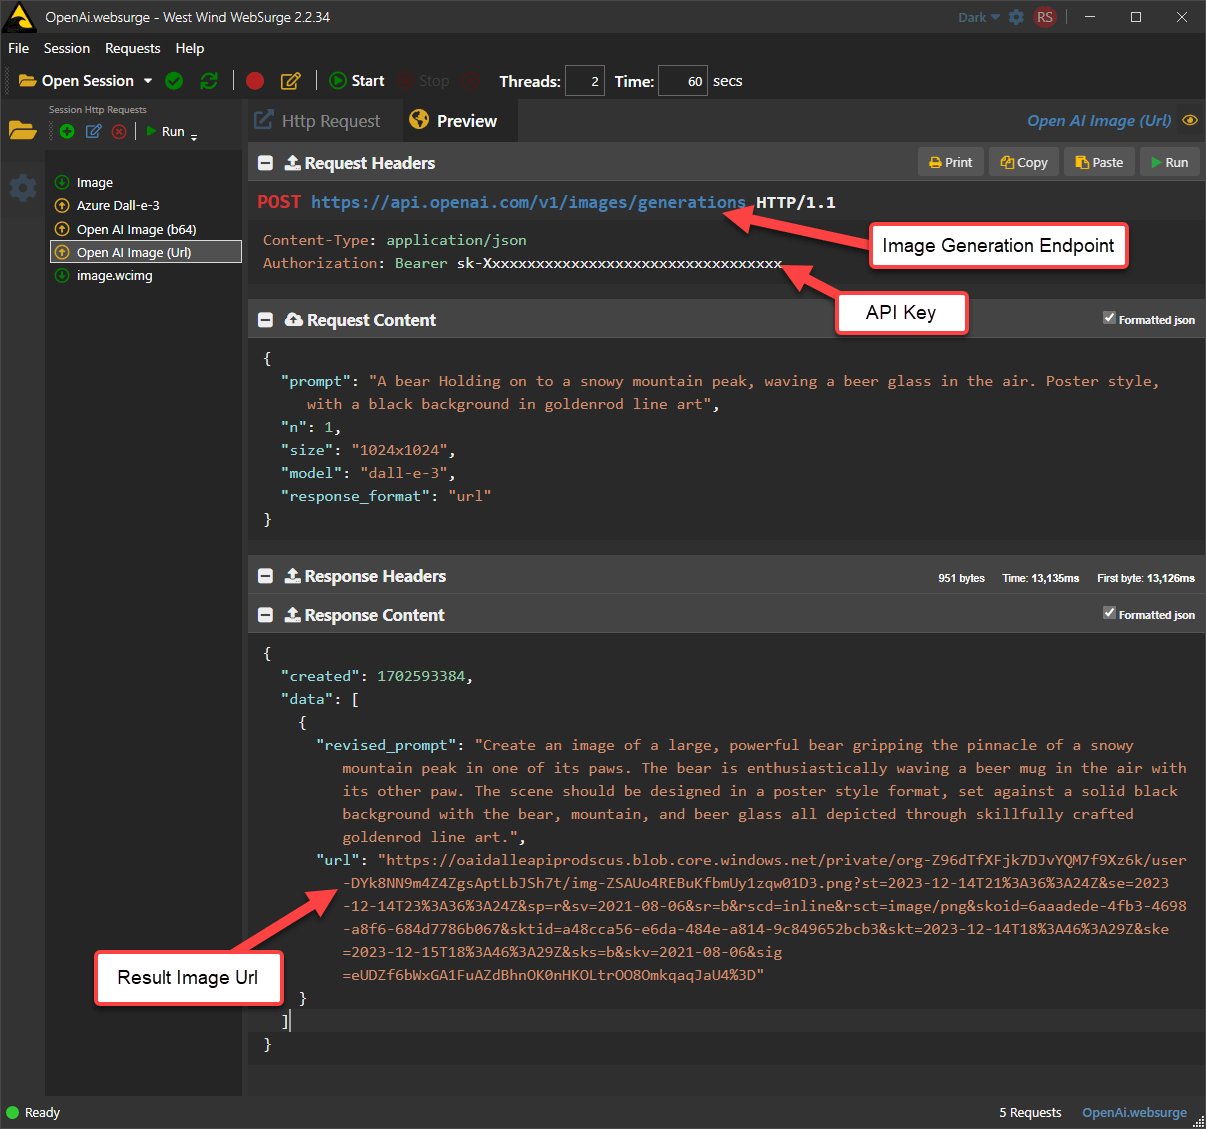 OpenAi.websurge - West Wind WebSurge 2.2.34
Dark
RS
File Session Requests Help
Open Session
Start
Stop
Threads: 2 Time: 60 secs
Session Http Requests
Run
Image
Azure Dall-e-3
Open AI Image (b64)
Open AI Image (Url)
image.wcimg
Http Request
Preview
Open AI Image (Url)
Request Headers
Print Copy Paste Run
POST https://api.openai.com/v1/images/generations HTTP/1.1
Content-Type: application/json
Authorization: Bearer sk-Xxxxxxxxxxxxxxxxxxxxxxxxxxxxxxxxxx
Image Generation Endpoint
API Key
Request Content
Formatted json
{
"prompt": "A bear Holding on to a snowy mountain peak, waving a beer glass in the air. Poster style,
with a black background in goldenrod line art",
"n": 1,
"size": "1024x1024",
"model": "dall-e-3",
"response_format": "url"
}
Response Headers
951 bytes Time: 13,135ms First byte: 13,126ms
Response Content
Formatted json
{
"created": 1702593384,
"data": [
{
"revised_prompt": "Create an image of a large, powerful bear gripping the pinnacle of a snowy
mountain peak in one of its paws. The bear is enthusiastically waving a beer mug in the air with
its other paw. The scene should be designed in a poster style format, set against a solid black
background with the bear, mountain, and beer glass all depicted through skillfully crafted
goldenrod line art.",
"url": "https://oaidalleapiprodscus.blob.core.windows.net/private/org-Z96dTfXFjk7DJvYQM7f9Xz6k/user
-DYk8NN9m4Z4ZgsAptLbJSh7t/img-ZSAUo4REBuKfbmUy1zqw01D3.png?st=2023-12-14T21%3A36%3A24Z&se=2023
-12-14T23%3A36%3A24Z&sp=r&sv=2021-08-06&sr=b&rscd=inline&rsct=image/png&skoid=6aaadede-4fb3-4698
-a8f6-684d7786b067&sktid=a48cca56-e6da-484e-a814-9c849652bcb3&skt=2023-12-14T18%3A46%3A29Z&ske
=2023-12-15T18%3A46%3A29Z&sks=b&skv=2021-08-06&sig
=eUDZf6bWxGA1FuAZdBhnOK0nHKOLtrOO8OmkqaqJaU4%3D"
}
]
}
Result Image Url
Ready
5 Requests OpenAi.websurge